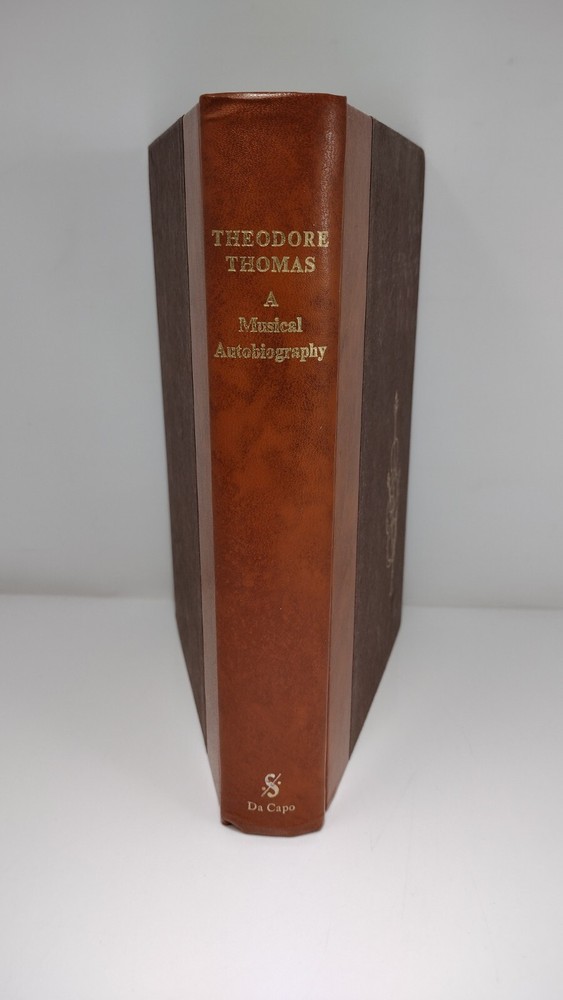 THEODORE
THOMAS
A
Musical
Autobiography
Da Capo